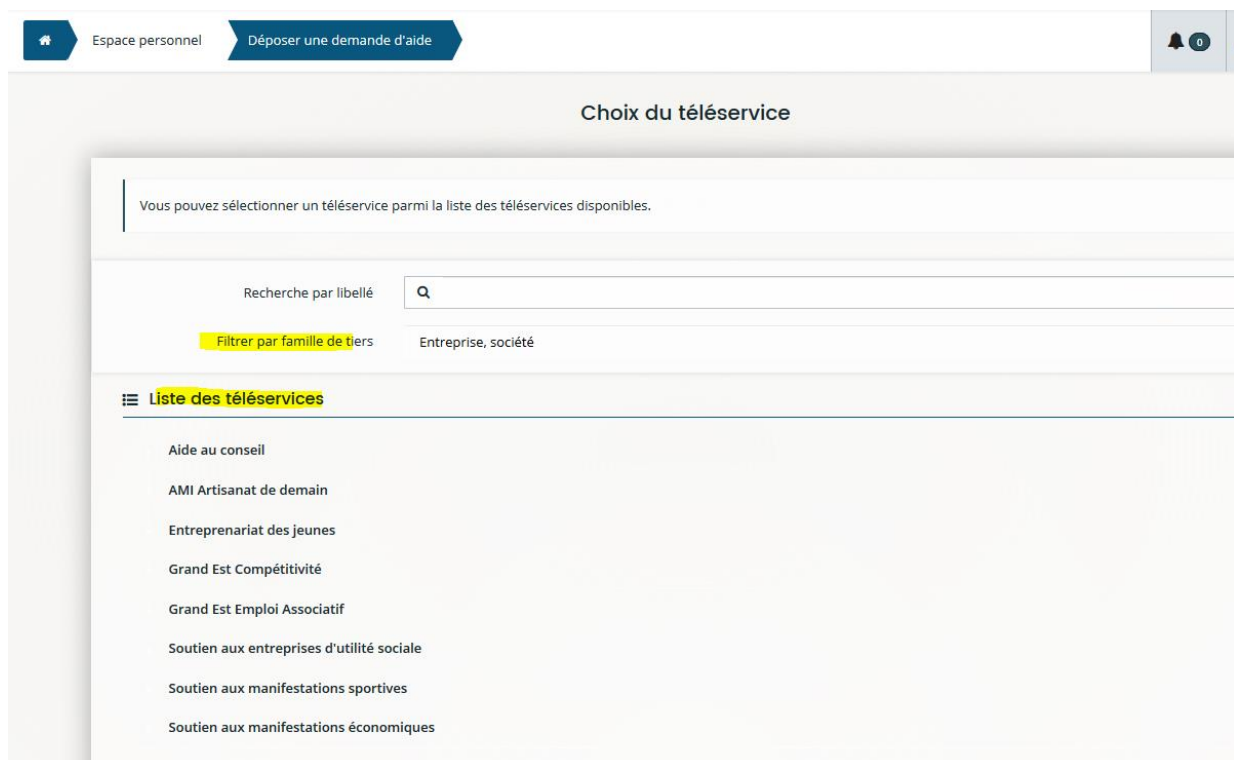 Espace personnel
Déposer une demande d'aide
0
Choix du téléservice
Vous pouvez sélectionner un téléservice parmi la liste des téléservices disponibles.
Recherche par libellé
Filtrer par famille de tiers
Entreprise, société
Liste des téléservices
Aide au conseil
AMI Artisanat de demain
Entreprenariat des jeunes
Grand Est Compétitivité
Grand Est Emploi Associatif
Soutien aux entreprises d'utilité sociale
Soutien aux manifestations sportives
Soutien aux manifestations économiques